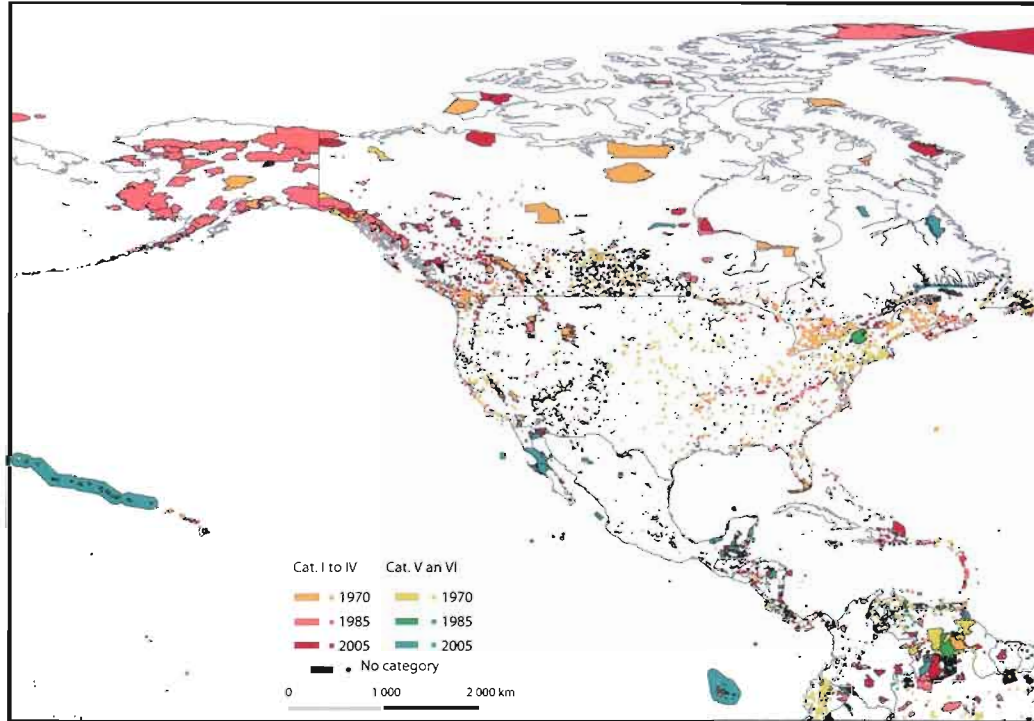 Cat. I to IV Cat. V an VI
1970 1970
1985 1985
2005 2005
No category
0 1 000 2 000 km